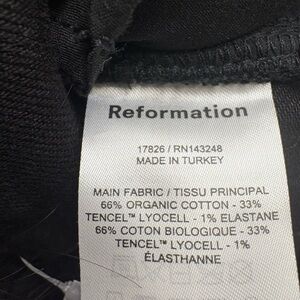 Reformation
17826 / RN143248
MADE IN TURKEY
MAIN FABRIC / TISSU PRINCIPAL
66% ORGANIC COTTON - 33%
TENCEL™ LYOCELL - 1% ELASTANE
66% COTON BIOLOGIQUE - 33%
TENCEL™ LYOCELL - 1%
ÉLASTHANNE